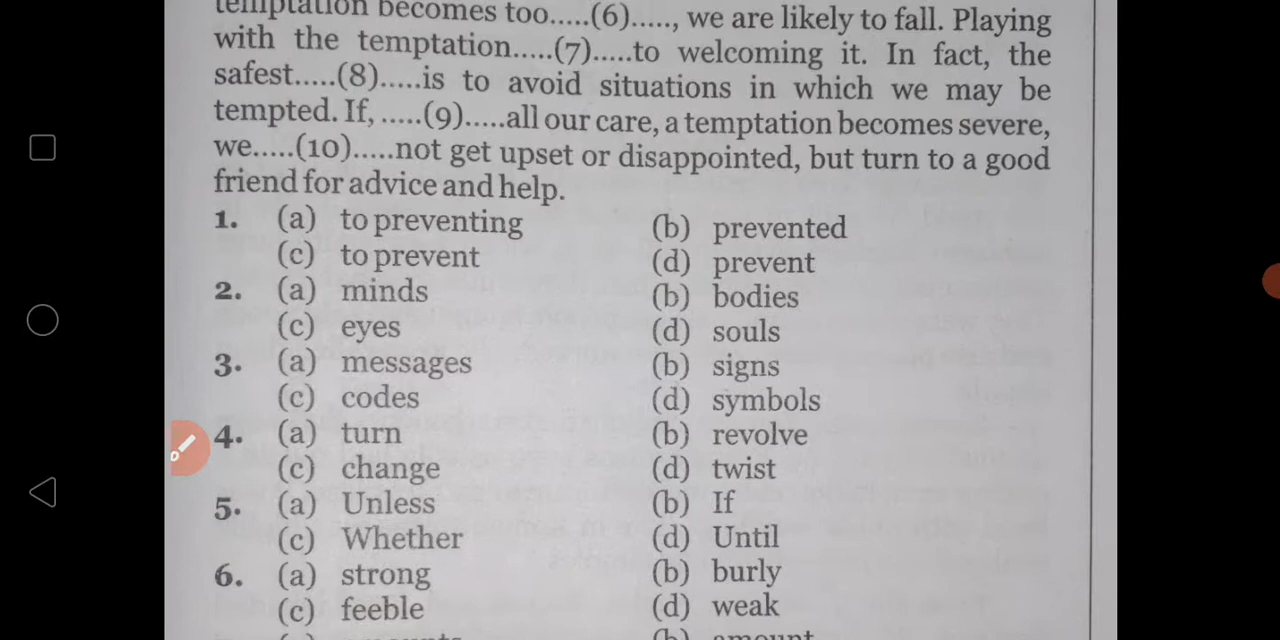 temptation becomes too.....(6)....., we are likely to fall. Playing
with the temptation.....(7).....to welcoming it. In fact, the
safest.....(8).....is to avoid situations in which we may be
tempted. If, .....(9).....all our care, a temptation becomes severe,
we.....(10).....not get upset or disappointed, but turn to a good
friend for advice and help.
1. (a) to preventing (b) prevented
(c) to prevent (d) prevent
2. (a) minds (b) bodies
(c) eyes (d) souls
3. (a) messages (b) signs
(c) codes (d) symbols
4. (a) turn (b) revolve
(c) change (d) twist
5. (a) Unless (b) If
(c) Whether (d) Until
6. (a) strong (b) burly
(c) feeble (d) weak
(b) amount